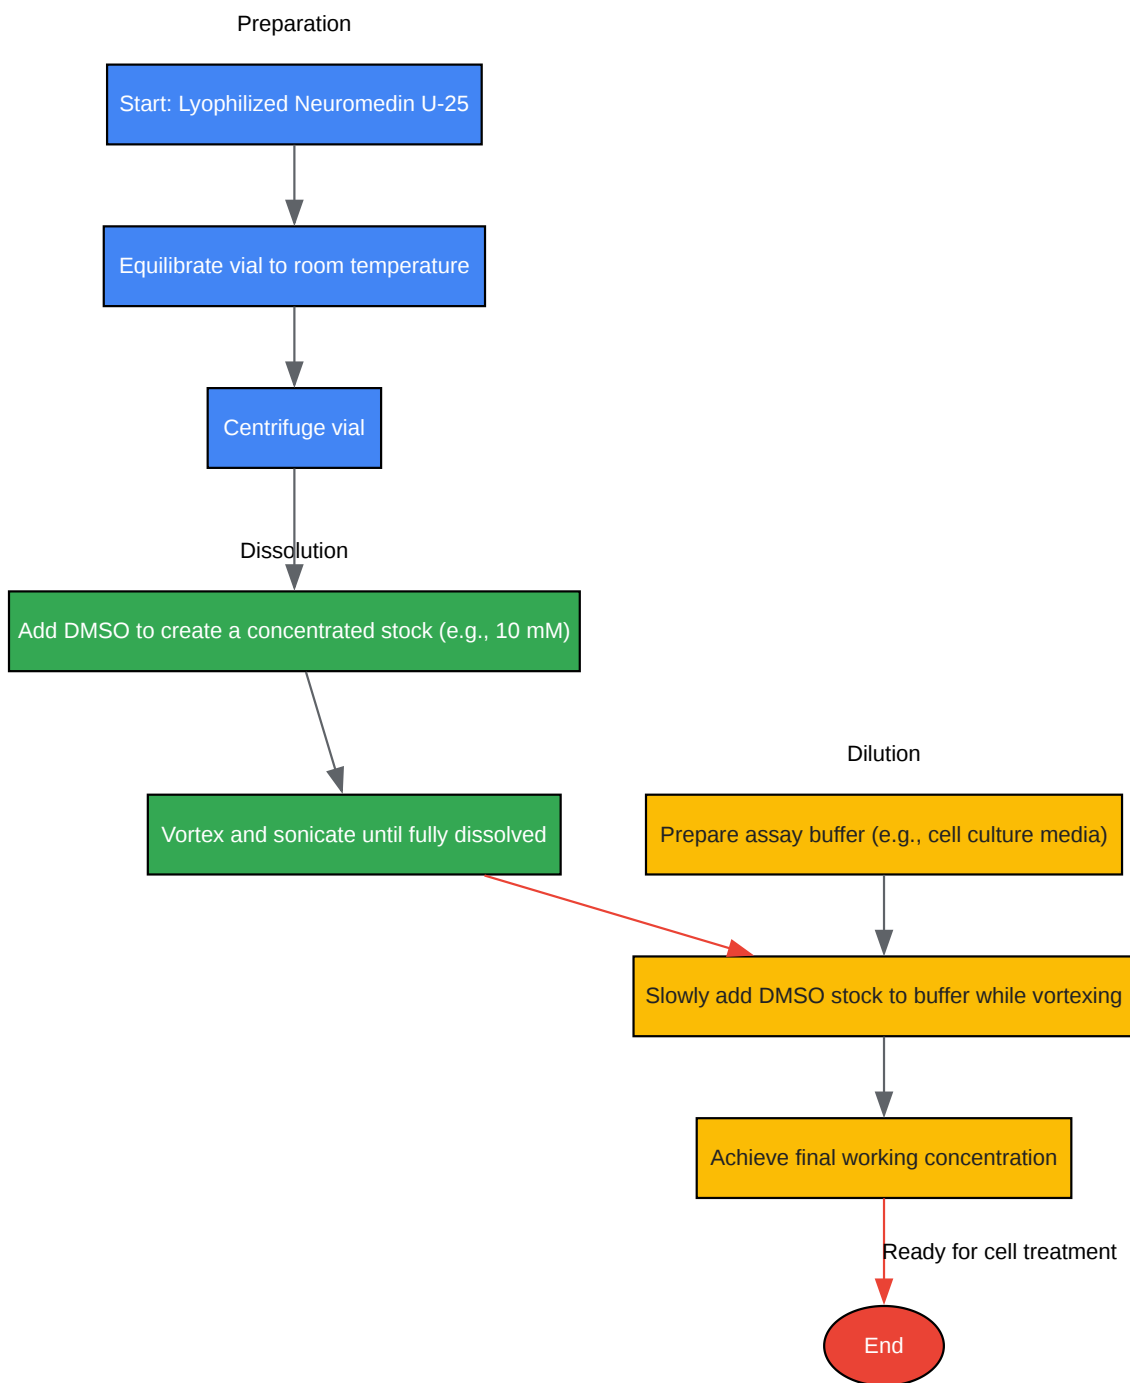 Preparation
Start: Lyophilized Neuromedin U-25
Equilibrate vial to room temperature
Centrifuge vial
Dissolution
Add DMSO to create a concentrated stock (e.g., 10 mM)
Vortex and sonicate until fully dissolved
Dilution
Prepare assay buffer (e.g., cell culture media)
Slowly add DMSO stock to buffer while vortexing
Achieve final working concentration
Ready for cell treatment
End